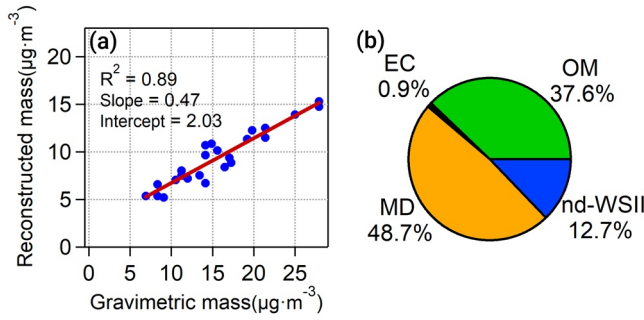 (a)
R² = 0.89
Slope = 0.47
Intercept = 2.03
Reconstructed mass(µg·m⁻³)
20
15
10
5
0
0 5 10 15 20 25
Gravimetric mass(µg·m⁻³)
(b)
EC
0.9%
OM
37.6%
MD
48.7%
nd-WSII
12.7%